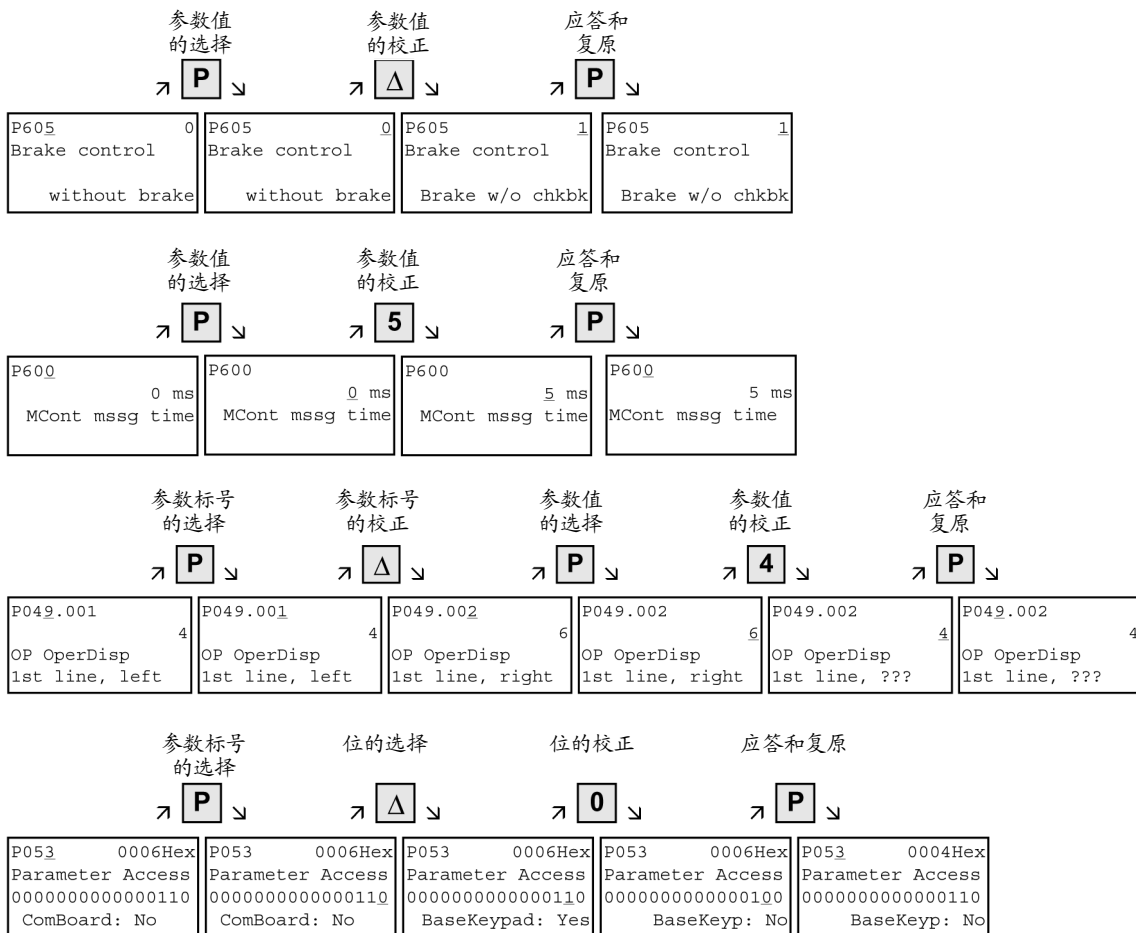 参数值 参数值 应答和
的选择 的校正 复原
P Δ P
P605 0 P605 0 P605 1 P605 1
Brake control Brake control Brake control Brake control
without brake without brake Brake w/o chkbk Brake w/o chkbk
参数值 参数值 应答和
的选择 的校正 复原
P 5 P
P600 P600 P600 P600
0 ms 0 ms 5 ms 5 ms
MCont mssg time MCont mssg time MCont mssg time MCont mssg time
参数标号 参数标号 参数值 参数值 应答和
的选择 的校正 的选择 的校正 复原
P Δ P 4 P
P049.001 P049.001 P049.002 P049.002 P049.002 P049.002
4 4 6 6 4 4
OP OperDisp OP OperDisp OP OperDisp OP OperDisp OP OperDisp OP OperDisp
1st line, left 1st line, left 1st line, right 1st line, right 1st line, ??? 1st line, ???
参数标号 位的选择 位的校正 应答和复原
的选择
P Δ 0 P
P053 0006Hex P053 0006Hex P053 0006Hex P053 0006Hex P053 0004Hex
Parameter Access Parameter Access Parameter Access Parameter Access Parameter Access
0000000000000110 0000000000000110 0000000000000110 0000000000000100 0000000000000110
ComBoard: No ComBoard: No BaseKeypad: Yes BaseKeyp: No BaseKeyp: No